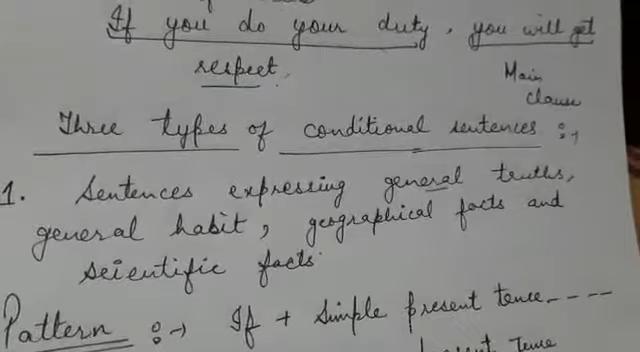 If you do your duty, you will get
respect.
Main
clause
Three types of conditional sentences :→
1. Sentences expressing general truths,
general habit, geographical facts and
scientific facts.
Pattern :→ If + Simple present tence----
Tence